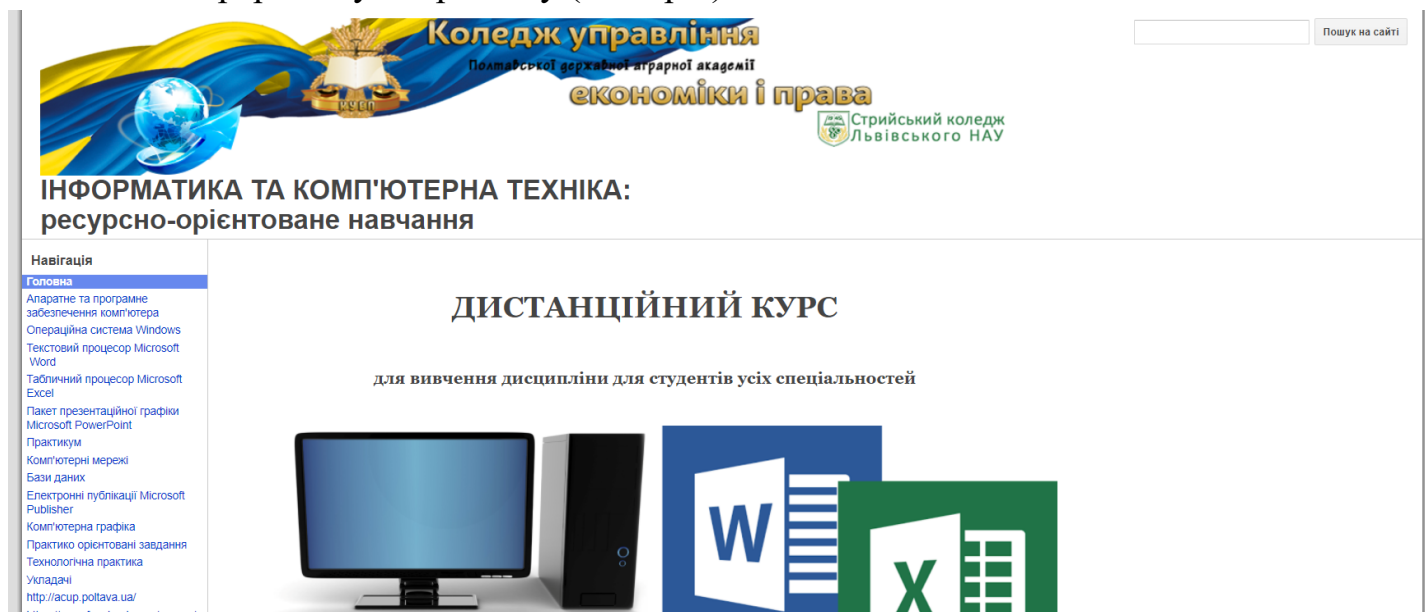 Коледж управління
Полтавської державної аграрної академії
економіки і права
КУЕП
Стрийський коледж
Львівського НАУ
Пошук на сайті
ІНФОРМАТИКА ТА КОМП'ЮТЕРНА ТЕХНІКА:
ресурсно-орієнтоване навчання
Навігація
Головна
Апаратне та програмне
забезпечення комп'ютера
Операційна система Windows
Текстовий процесор Microsoft
Word
Табличний процесор Microsoft
Excel
Пакет презентаційної графіки
Microsoft PowerPoint
Практикум
Комп'ютерні мережі
Бази даних
Електронні публікації Microsoft
Publisher
Комп'ютерна графіка
Практико орієнтовані завдання
Технологічна практика
Укладачі
http://acup.poltava.ua/
ДИСТАНЦІЙНИЙ КУРС
для вивчення дисципліни для студентів усіх спеціальностей
W
X